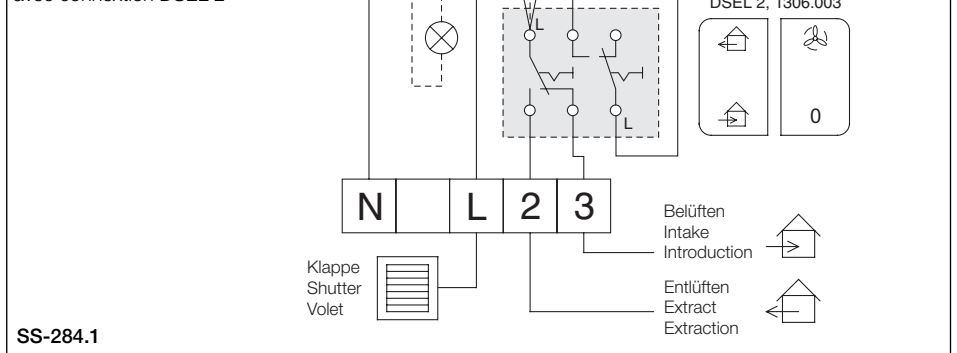 DSEL 2, 1306.003
L
0
L
N L 2 3
Belüften
Intake
Introduction
Klappe
Shutter
Volet
Entlüften
Extract
Extraction
SS-284.1